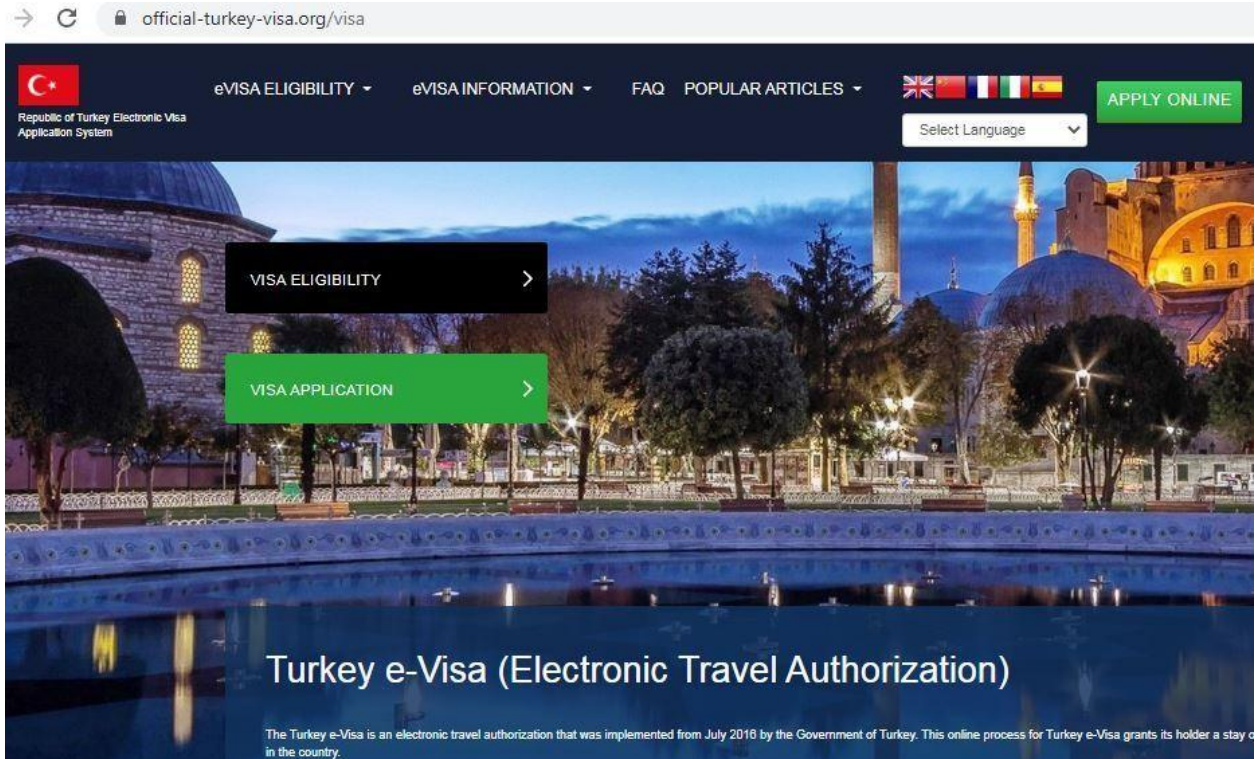 official-turkey-visa.org/visa
Republic of Turkey Electronic Visa
Application System
eVISA ELIGIBILITY
eVISA INFORMATION
FAQ
POPULAR ARTICLES
Select Language
APPLY ONLINE
VISA ELIGIBILITY
VISA APPLICATION
Turkey e-Visa (Electronic Travel Authorization)
The Turkey e-Visa is an electronic travel authorization that was implemented from July 2016 by the Government of Turkey. This online process for Turkey e-Visa grants its holder a stay o
in the country.